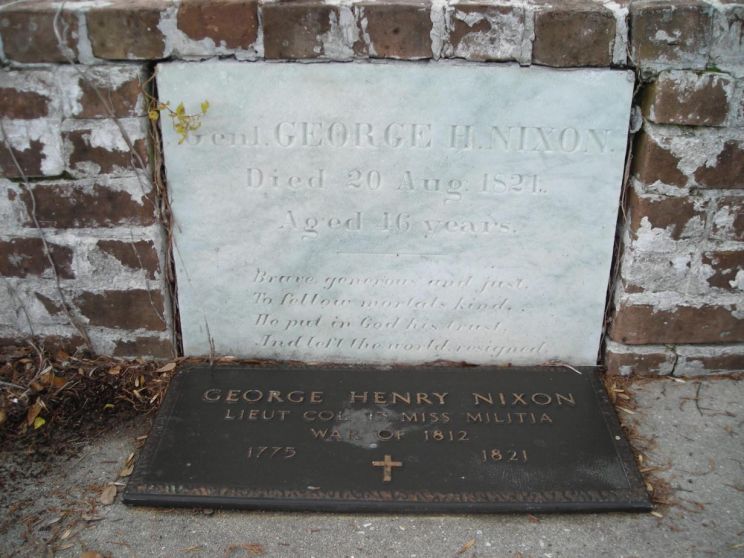 Genl. GEORGE H. NIXON.
Died 20 Aug. 1824.
Aged 46 years.
Brave generous and just.
To fellow mortals kind.
He put in God his trust,
And left the world resigned.
GEORGE HENRY NIXON
LIEUT COL 13 MISS MILITIA
WAR OF 1812
1775 1821